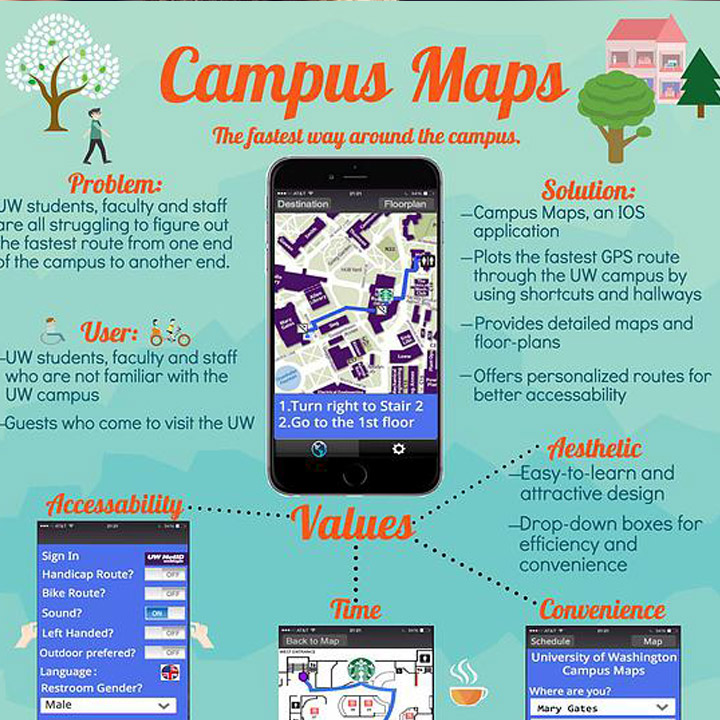 Campus Maps
The fastest way around the campus.
Problem:
UW students, faculty and staff
are all struggling to figure out
the fastest route from one end
of the campus to another end.
User:
-UW students, faculty and staff
who are not familiar with the
UW campus
-Guests who come to visit the UW
Destination
Floorplan
1.Turn right to Stair 2
2.Go to the 1st floor
Solution:
-Campus Maps, an IOS
application
-Plots the fastest GPS route
through the UW campus by
using shortcuts and hallways
-Provides detailed maps and
floor-plans
-Offers personalized routes for
better accessability
Aesthetic
-Easy-to-learn and
attractive design
-Drop-down boxes for
efficiency and
convenience
Values
Accessability
Sign In
UW NetID
Handicap Route?
OFF
Bike Route?
OFF
Sound?
ON
Left Handed?
OFF
Outdoor prefered?
OFF
Language:
Restroom Gender?
Male
Time
Back to Map
Convenience
Schedule
Map
University of Washington
Campus Maps
Where are you?
Mary Gates